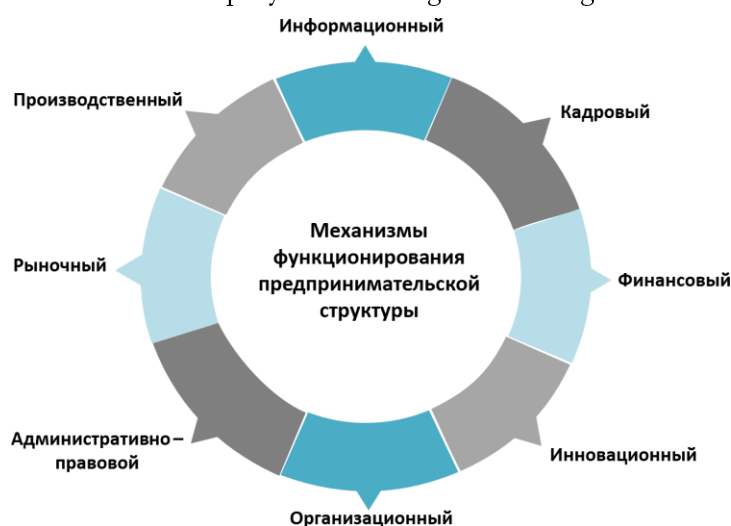 Информационный
Кадровый
Финансовый
Инновационный
Организационный
Административно –
правовой
Рыночный
Производственный
Механизмы
функционирования
предпринимательской
структуры